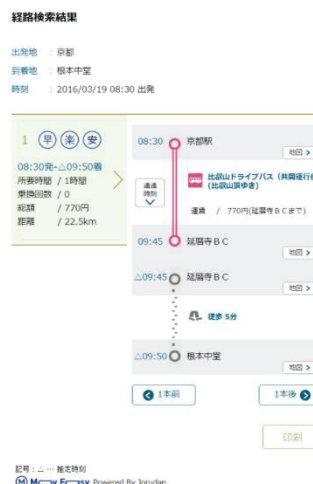 経路検索結果
出発地 : 京都
到着地 : 根本中堂
時刻 : 2016/03/19 08:30 出発
1 早 楽 安
08:30発-△09:50着
所要時間 / 1時間
乗換回数 / 0
総額 / 770円
距離 / 22.5km
08:30 京都駅
地図
比叡山ドライブバス（共同運行
(比叡山頂ゆき)
時刻
運賃 / 770円(延暦寺ＢＣまで)
09:45 延暦寺ＢＣ
地図
△09:45 延暦寺ＢＣ
地図
徒歩 5分
△09:50 根本中堂
地図
1本前 1本後
印刷
記号：△ … 推定時刻
Powered By Jorudan